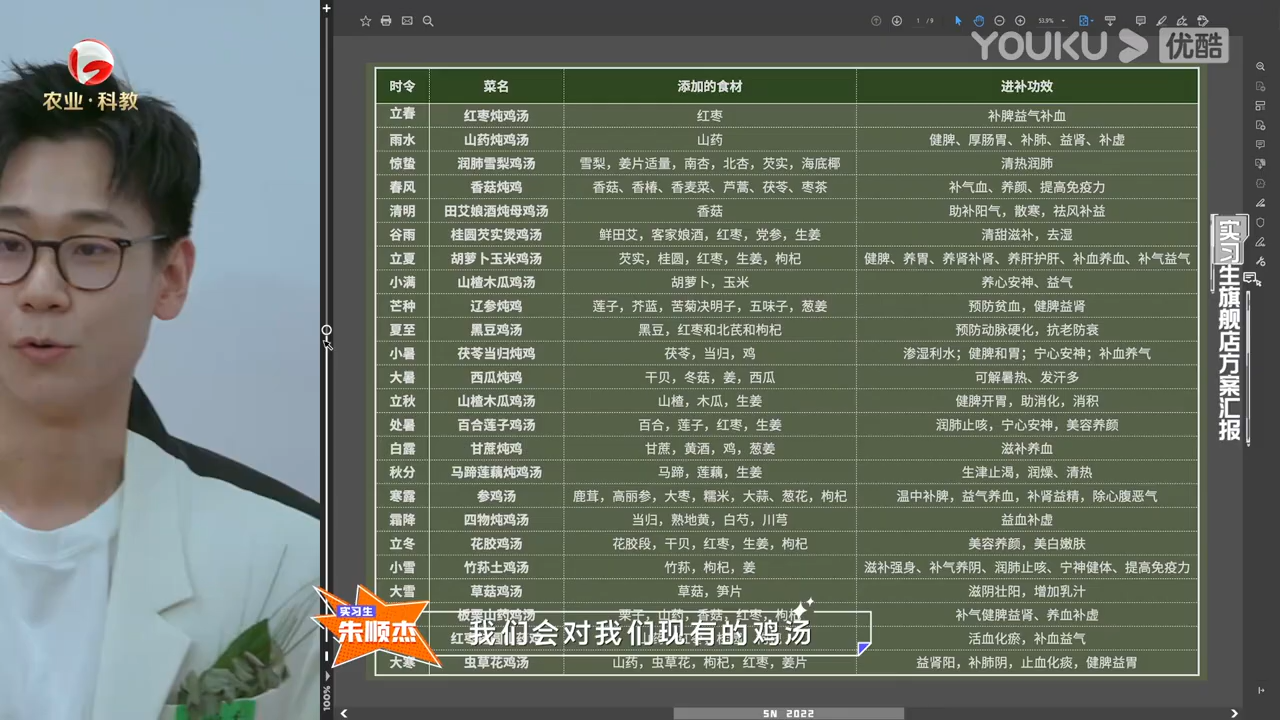 农业·科教
1 / 9
53.9%
YOUKU 优酷
时令 菜名 添加的食材 进补功效
立春 红枣炖鸡汤 红枣 补脾益气补血
雨水 山药炖鸡汤 山药 健脾、厚肠胃、补肺、益肾、补虚
惊蛰 润肺雪梨鸡汤 雪梨，姜片适量，南杏，北杏，芡实，海底椰 清热润肺
春风 香菇炖鸡 香菇、香椿、香麦菜、芦蒿、茯苓、枣茶 补气血、养颜、提高免疫力
清明 田艾娘酒炖母鸡汤 香菇 助补阳气，散寒，祛风补益
谷雨 桂圆芡实煲鸡汤 鲜田艾，客家娘酒，红枣，党参，生姜 清甜滋补，去湿
立夏 胡萝卜玉米鸡汤 芡实，桂圆，红枣，生姜，枸杞 健脾、养胃、养肾补肾、养肝护肝、补血养血、补气益气
小满 山楂木瓜鸡汤 胡萝卜，玉米 养心安神、益气
芒种 辽参炖鸡汤 莲子，芥蓝，苦菊决明子，五味子，葱姜 预防贫血，健脾益肾
夏至 黑豆鸡汤 黑豆，红枣和北芪和枸杞 预防动脉硬化，抗老防衰
小暑 茯苓当归炖鸡 茯苓，当归，鸡 渗湿利水；健脾和胃；宁心安神；补血养气
大暑 西瓜炖鸡 干贝，冬菇，姜，西瓜 可解暑热、发汗多
立秋 山楂木瓜鸡汤 山楂，木瓜，生姜 健脾开胃，助消化，消积
处暑 百合莲子鸡汤 百合，莲子，红枣，生姜 润肺止咳，宁心安神，美容养颜
白露 甘蔗炖鸡 甘蔗，黄酒，鸡，葱姜 滋补养血
秋分 马蹄莲藕炖鸡汤 马蹄，莲藕，生姜 生津止渴，润燥、清热
寒露 参鸡汤 鹿茸，高丽参，大枣，糯米，大蒜、葱花，枸杞 温中补脾，益气养血，补肾益精，除心腹恶气
霜降 四物炖鸡汤 当归，熟地黄，白芍，川芎 益血补虚
立冬 花胶鸡汤 花胶段，干贝，红枣，生姜，枸杞 美容养颜，美白嫩肤
小雪 竹荪土鸡汤 竹荪，枸杞，姜 滋补强身、补气养阴、润肺止咳、宁神健体、提高免疫力
大雪 草菇鸡汤 草菇，笋片 滋阴壮阳，增加乳汁
板栗山药鸡汤 栗子，山药，香菇，红枣，枸杞 补气健脾益肾、养血补虚
红枣 活血化瘀，补血益气
大寒 虫草花鸡汤 山药，虫草花，枸杞，红枣，姜片 益肾阳，补肺阴，止血化痰，健脾益胃
实习生旗舰店方案汇报
实习生
朱顺杰
我们会对我们现有的鸡汤
100%
SN 2022